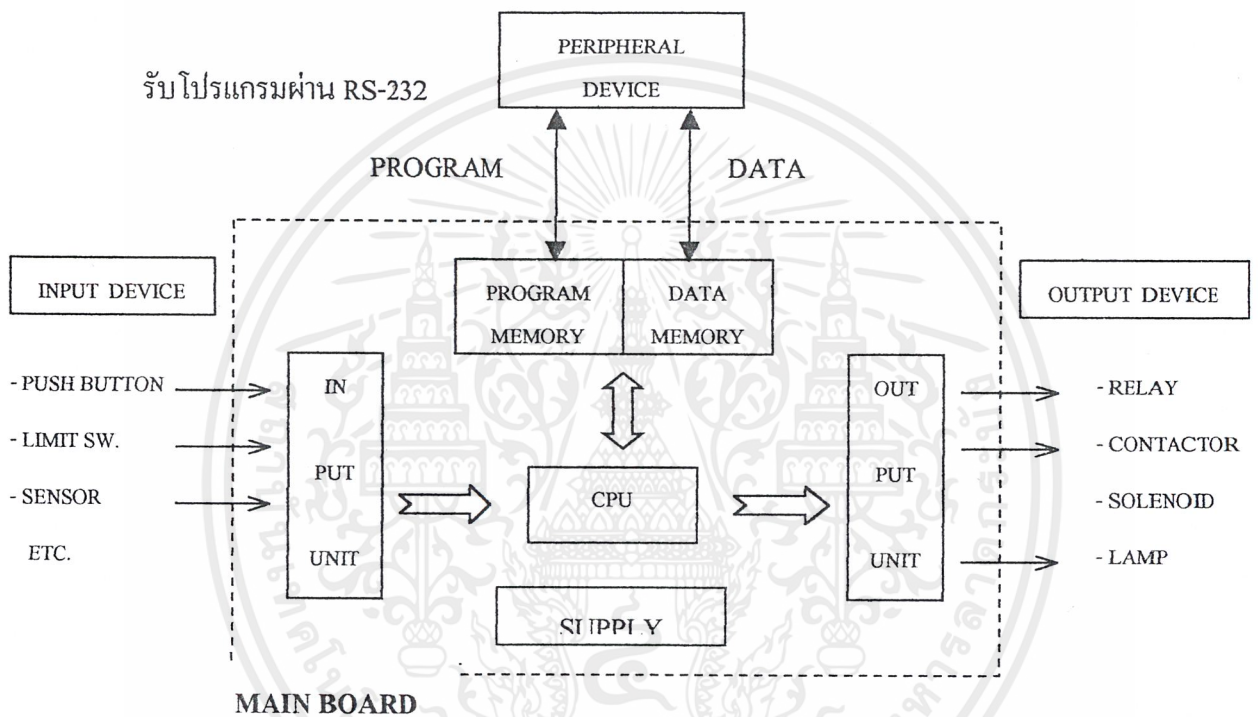 PERIPHERAL
DEVICE
รับโปรแกรมผ่าน RS-232
PROGRAM
DATA
INPUT DEVICE
PROGRAM
MEMORY
DATA
MEMORY
OUTPUT DEVICE
- PUSH BUTTON
- LIMIT SW.
- SENSOR
ETC.
IN
PUT
UNIT
CPU
SUPPLY
OUT
PUT
UNIT
- RELAY
- CONTACTOR
- SOLENOID
- LAMP
MAIN BOARD